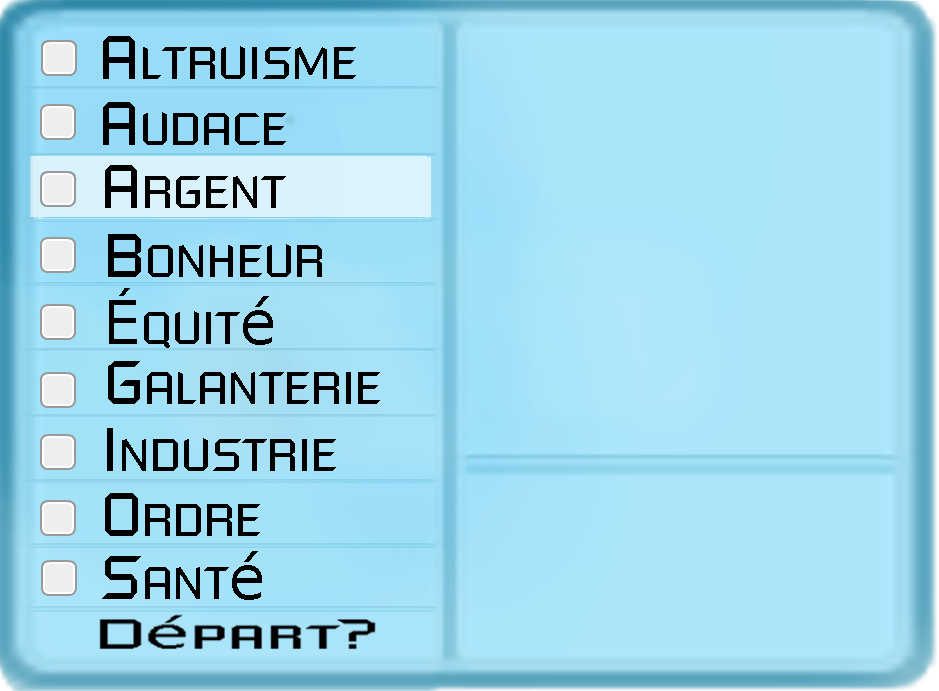 Altruisme
Audace
Argent
Bonheur
Équité
Galanterie
Industrie
Ordre
Santé
Départ?